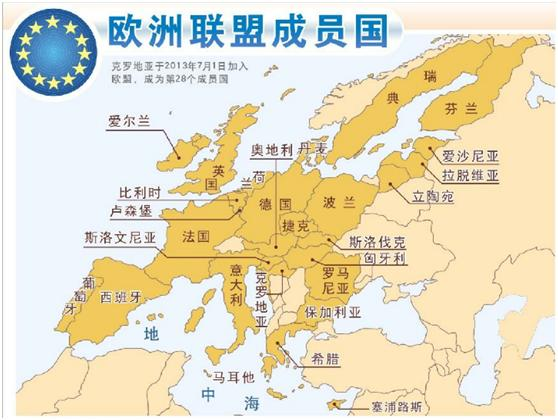 欧洲联盟成员国
克罗地亚于2013年7月1日加入
欧盟，成为第28个成员国
瑞
典
芬兰
爱尔兰
英
国
荷
兰
奥地利
丹麦
爱沙尼亚
拉脱维亚
立陶宛
比利时
卢森堡
德国
波兰
捷克
法国
斯洛文尼亚
斯洛伐克
匈牙利
意
大
利
克
罗
地
亚
罗马
尼亚
保加利亚
葡
萄
牙
西班牙
希腊
马耳他
塞浦路斯
地
中
海